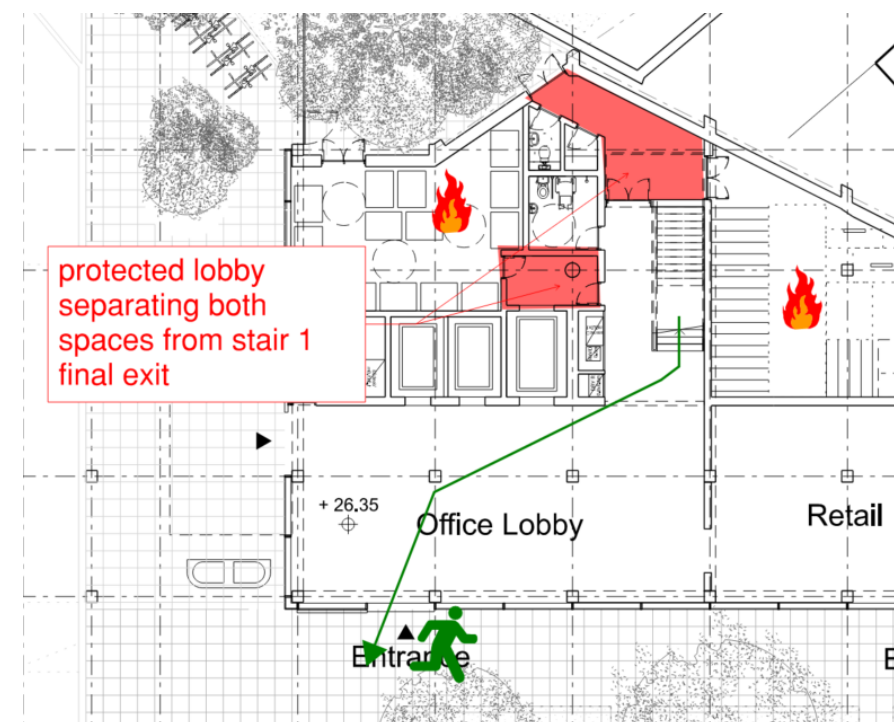 protected lobby
separating both
spaces from stair 1
final exit
+ 26.35
Office Lobby
Retail
Entrance
E